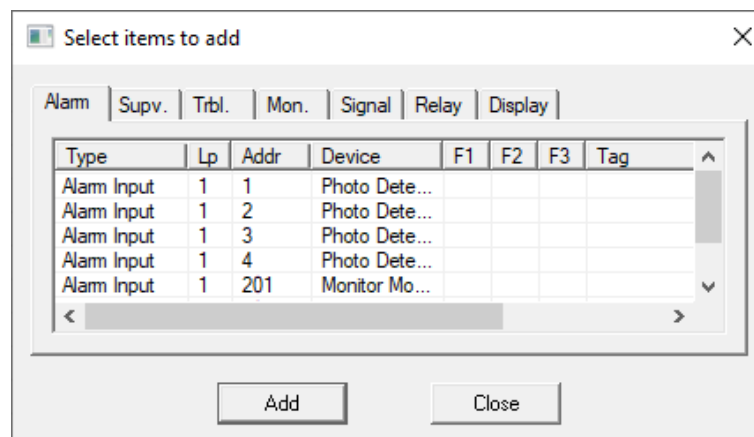 Select items to add
Alarm Supv. Trbl. Mon. Signal Relay Display
Type Lp Addr Device F1 F2 F3 Tag
Alarm Input 1 1 Photo Dete...
Alarm Input 1 2 Photo Dete...
Alarm Input 1 3 Photo Dete...
Alarm Input 1 4 Photo Dete...
Alarm Input 1 201 Monitor Mo...
Add Close